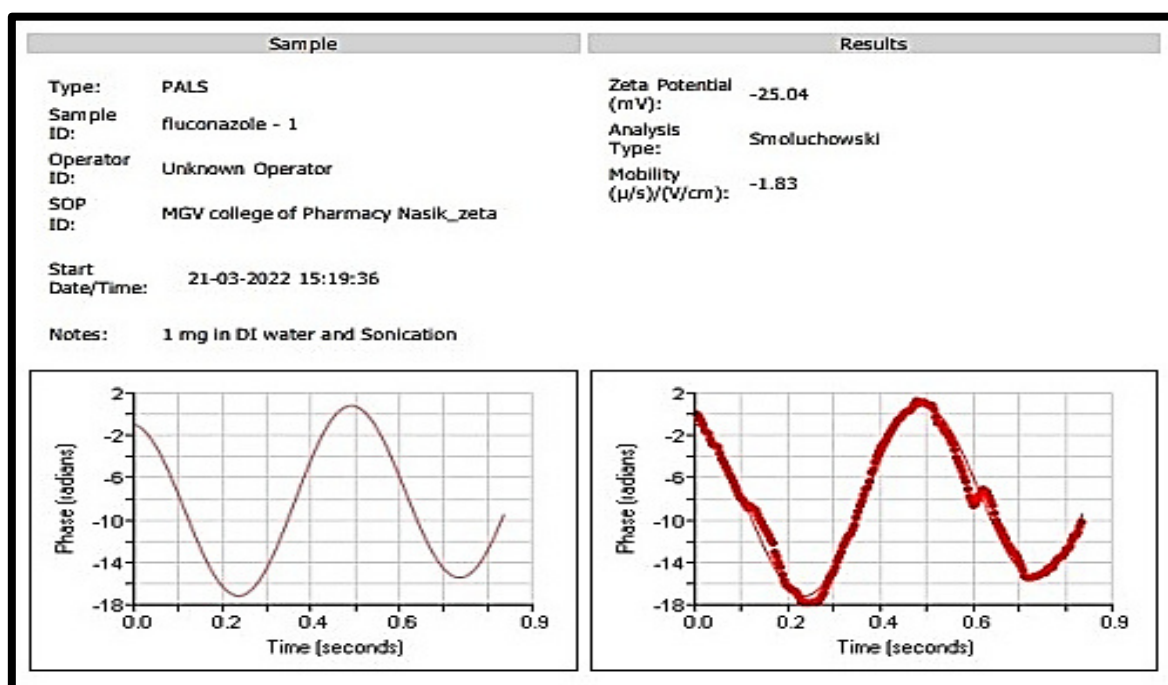 Sample
Type: PALS
Sample
ID: fluconazole - 1
Operator
ID: Unknown Operator
SOP
ID: MGV college of Pharmacy Nasik_zeta
Start
Date/Time: 21-03-2022 15:19:36
Notes: 1 mg in DI water and Sonication
Results
Zeta Potential
(mV): -25.04
Analysis
Type: Smoluchowski
Mobility
(μ/s)/(V/cm): -1.83
Phase (radians)
2
-2
-6
-10
-14
-18
0.0 0.2 0.4 0.6 0.9
Time (seconds)
Phase (radians)
2
-2
-6
-10
-14
-18
0.0 0.2 0.4 0.6 0.9
Time (seconds)